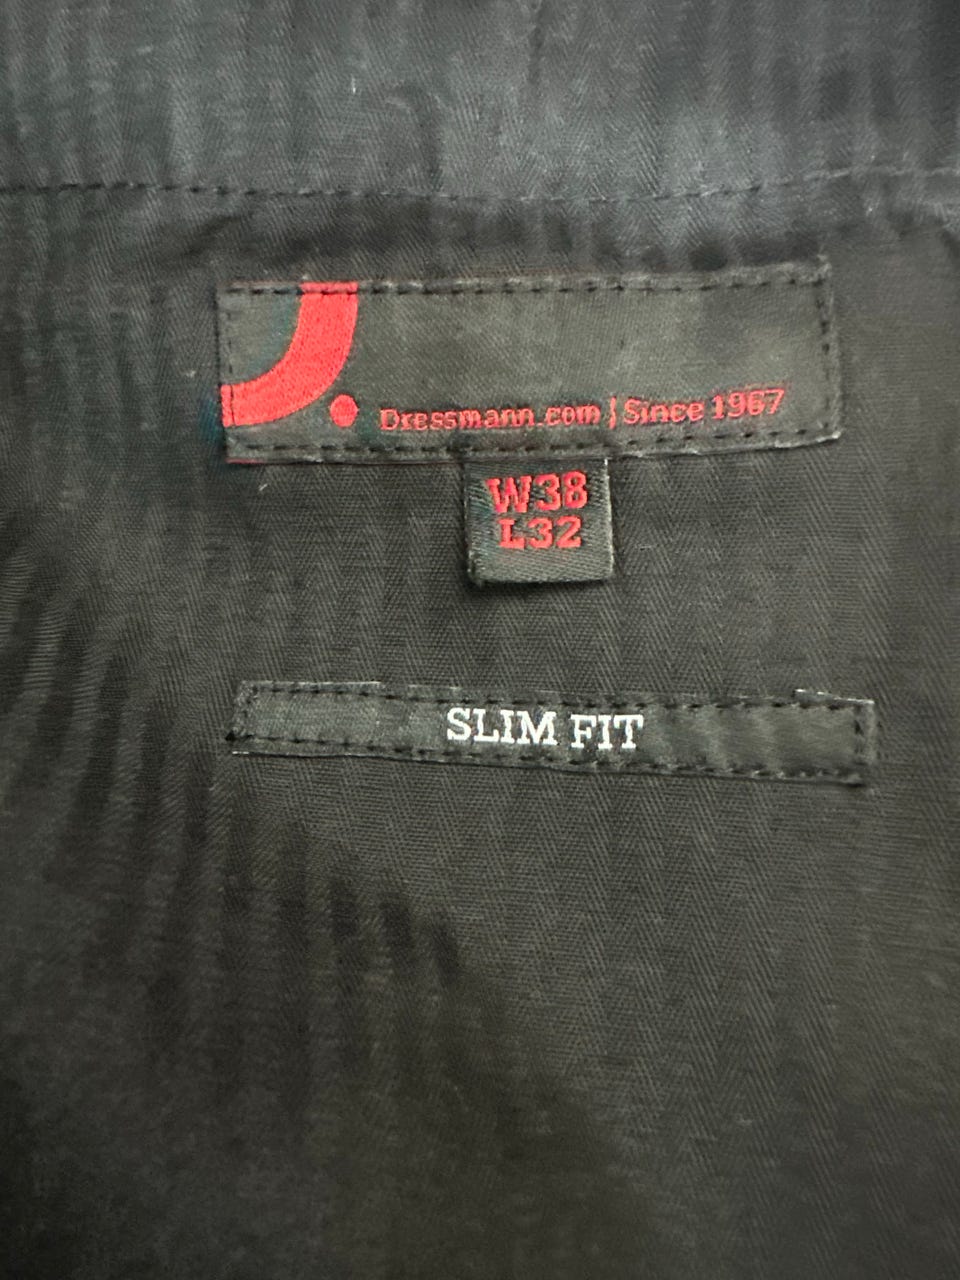 Dressmann.com | Since 1967
W38
L32
SLIM FIT